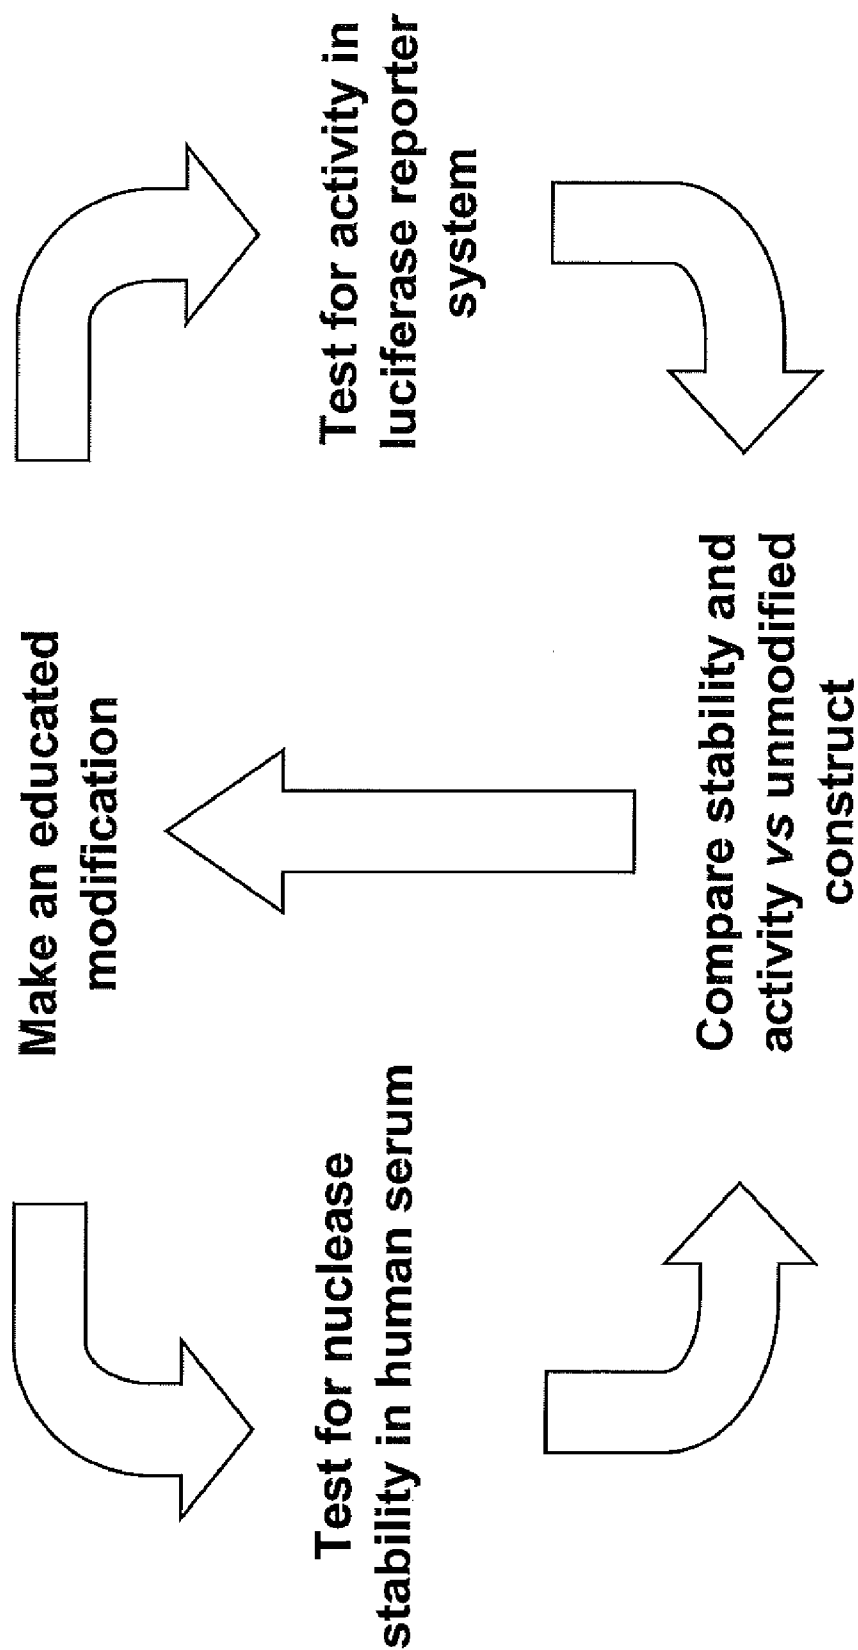 Make an educated
modification
Test for nuclease
stability in human serum
Test for activity in
luciferase reporter
system
Compare stability and
activity vs unmodified
construct